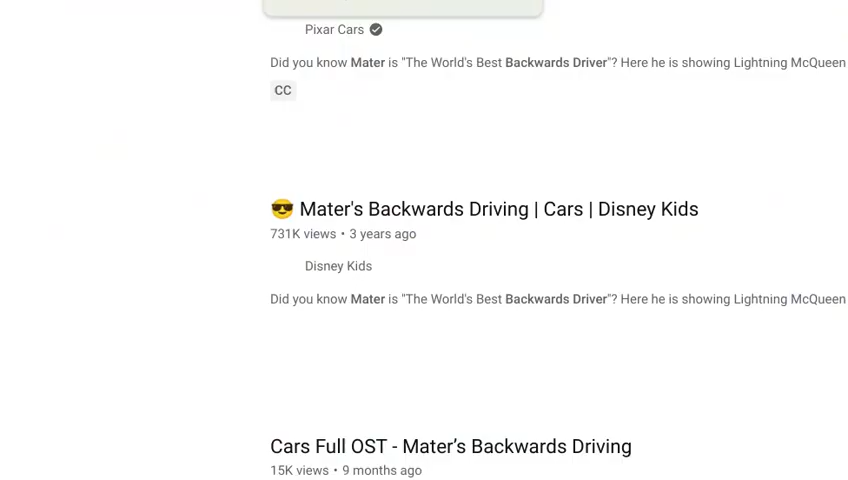 Pixar Cars
Did you know Mater is "The World's Best Backwards Driver"? Here he is showing Lightning McQueen
CC
😎 Mater's Backwards Driving | Cars | Disney Kids
731K views • 3 years ago
Disney Kids
Did you know Mater is "The World's Best Backwards Driver"? Here he is showing Lightning McQueen
Cars Full OST - Mater’s Backwards Driving
15K views • 9 months ago